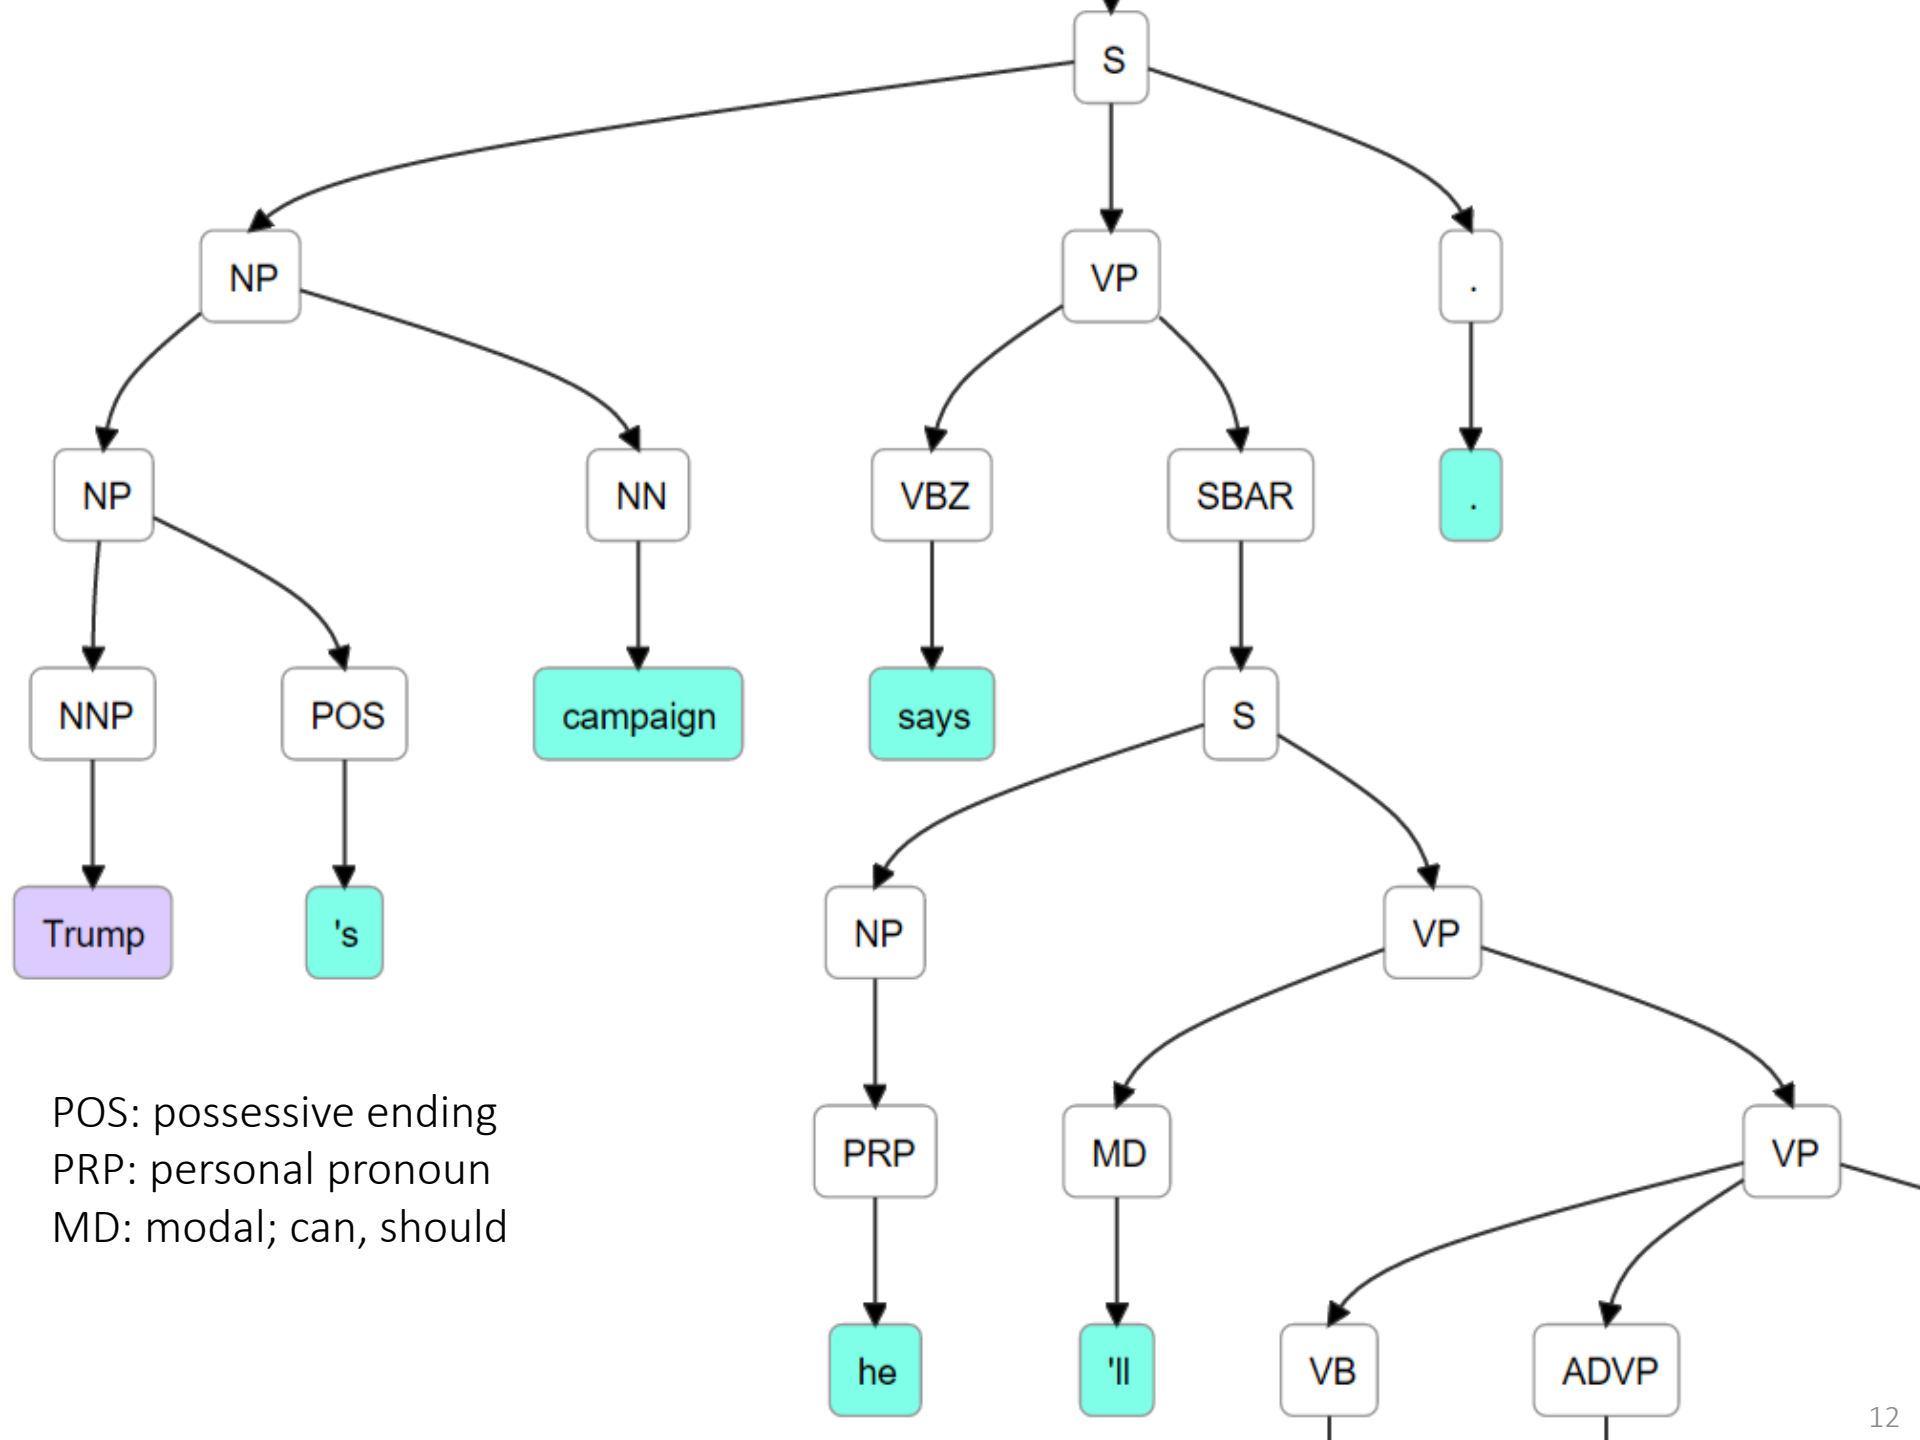 S
NP VP .
NP NN VBZ SBAR .
NNP POS campaign says S
Trump 's NP VP
POS: possessive ending
PRP: personal pronoun
MD: modal; can, should
PRP MD VP
he 'll VB ADVP
12